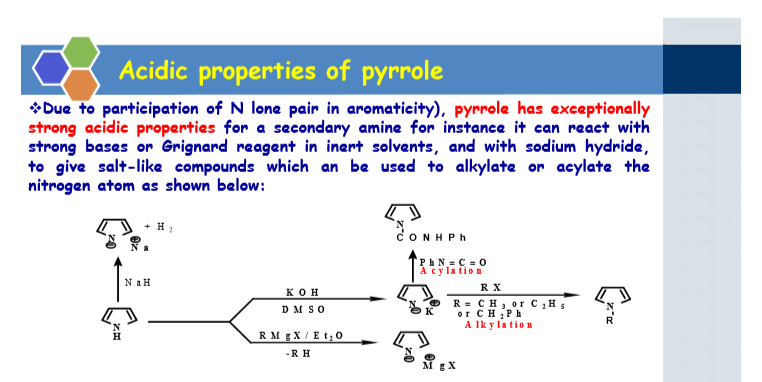 Acidic properties of pyrrole
❖Due to participation of N lone pair in aromaticity), pyrrole has exceptionally
strong acidic properties for a secondary amine for instance it can react with
strong bases or Grignard reagent in inert solvents, and with sodium hydride,
to give salt-like compounds which an be used to alkylate or acylate the
nitrogen atom as shown below:
N ⊖ + H2
⊕ Na
NaH
N
H
KOH
DMSO
RMgX / Et2O
-RH
N
CONHPh
PhN=C=O
Acylation
N ⊖ ⊕ K
RX
R= CH3 or C2H5
or CH2Ph
Alkylation
N
R
N ⊖ ⊕ MgX